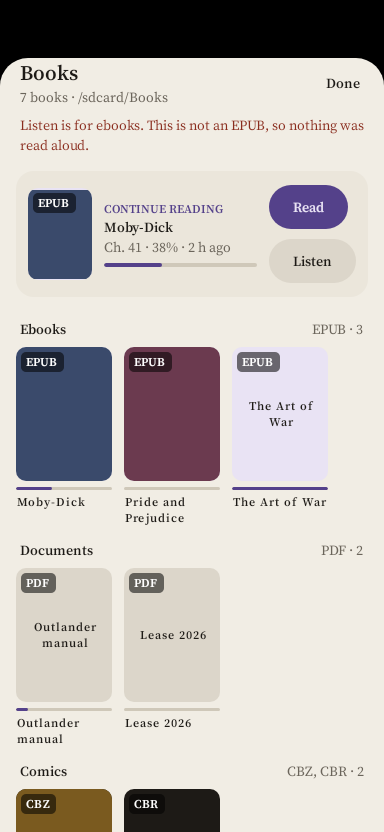 Books
7 books · /sdcard/Books
Done
Listen is for ebooks. This is not an EPUB, so nothing was
read aloud.
EPUB
CONTINUE READING
Moby-Dick
Ch. 41 · 38% · 2 h ago
Read
Listen
Ebooks
EPUB · 3
EPUB
EPUB
EPUB
The Art of
War
Moby-Dick
Pride and
Prejudice
The Art of War
Documents
PDF · 2
PDF
Outlander
manual
PDF
Lease 2026
Outlander
manual
Lease 2026
Comics
CBZ, CBR · 2
CBZ
CBR